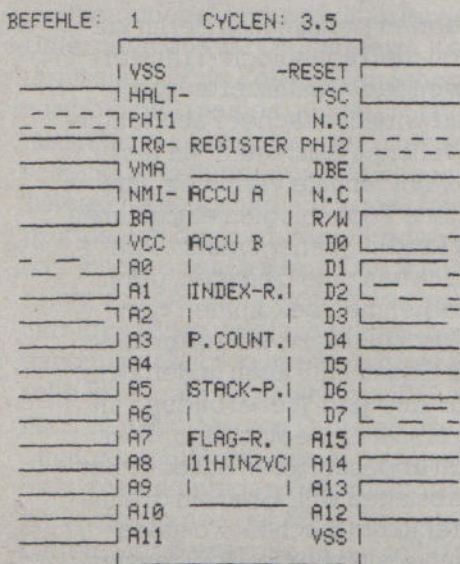 BEFEHLE: 1 CYCLEN: 3.5
VSS -RESET
HALT- TSC
PHI1 N.C
IRQ- REGISTER PHI2
VMA DBE
NMI- ACCU A N.C
BA R/W
VCC ACCU B D0
A0 D1
A1 INDEX-R. D2
A2 D3
A3 P.COUNT. D4
A4 D5
A5 STACK-P. D6
A6 D7
A7 FLAG-R. A15
A8 11HINZVC A14
A9 A13
A10 A12
A11 VSS